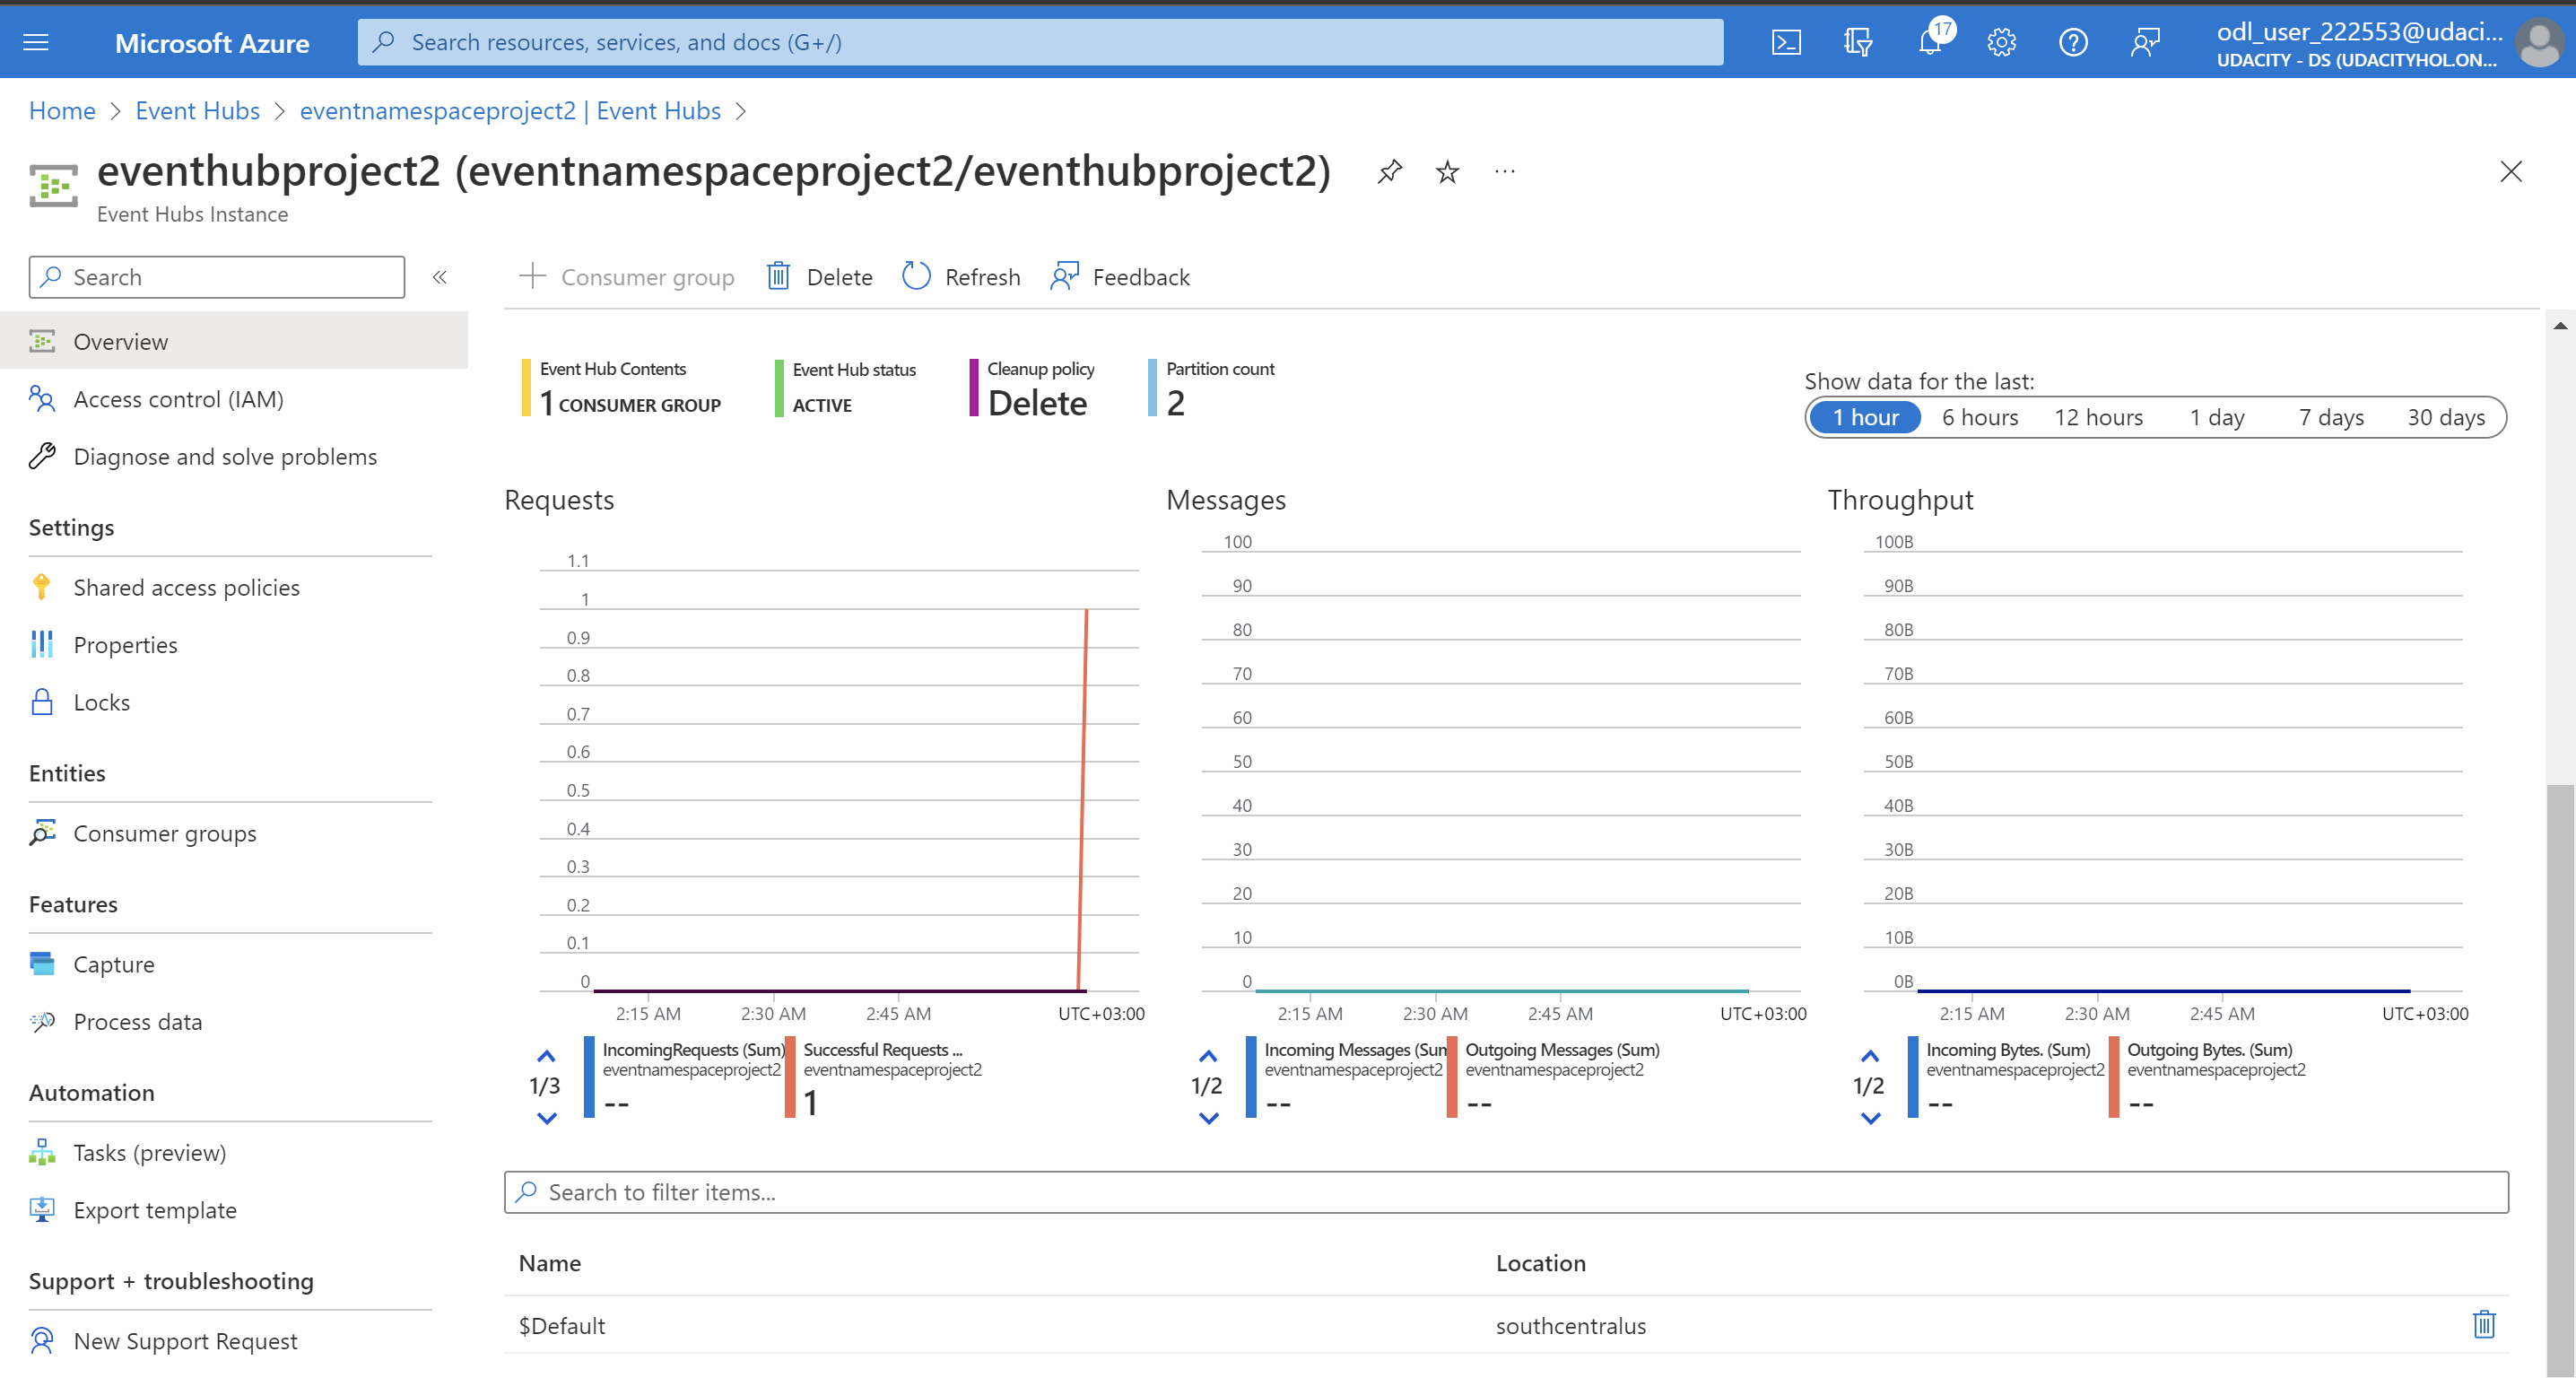 Microsoft Azure
Search resources, services, and docs (G+/)
17
odl_user_222553@udaci...
UDACITY - DS (UDACITYHOL.ON...
Home > Event Hubs > eventnamespaceproject2 | Event Hubs >
eventhubproject2 (eventnamespaceproject2/eventhubproject2)
Event Hubs Instance
Search
«
Consumer group
Delete
Refresh
Feedback
Overview
Access control (IAM)
Diagnose and solve problems
Settings
Shared access policies
Properties
Locks
Entities
Consumer groups
Features
Capture
Process data
Automation
Tasks (preview)
Export template
Support + troubleshooting
New Support Request
Event Hub Contents
1 CONSUMER GROUP
Event Hub status
ACTIVE
Cleanup policy
Delete
Partition count
2
Show data for the last:
1 hour 6 hours 12 hours 1 day 7 days 30 days
Requests
1.1
1
0.9
0.8
0.7
0.6
0.5
0.4
0.3
0.2
0.1
0
2:15 AM 2:30 AM 2:45 AM UTC+03:00
1/3
IncomingRequests (Sum)
eventnamespaceproject2
--
Successful Requests ...
eventnamespaceproject2
1
Messages
100
90
80
70
60
50
40
30
20
10
0
2:15 AM 2:30 AM 2:45 AM UTC+03:00
1/2
Incoming Messages (Sum
eventnamespaceproject2
--
Outgoing Messages (Sum)
eventnamespaceproject2
--
Throughput
100B
90B
80B
70B
60B
50B
40B
30B
20B
10B
0B
2:15 AM 2:30 AM 2:45 AM UTC+03:00
1/2
Incoming Bytes. (Sum)
eventnamespaceproject2
--
Outgoing Bytes. (Sum)
eventnamespaceproject2
--
Search to filter items...
Name Location
$Default southcentralus